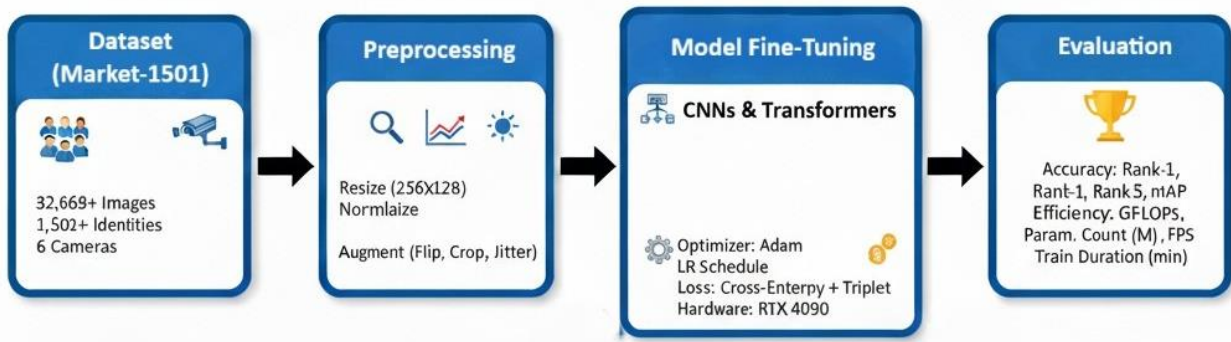 Dataset
(Market-1501)
32,669+ Images
1,502+ Identities
6 Cameras
Preprocessing
Resize (256X128)
Normlaize
Augment (Flip, Crop, Jitter)
Model Fine-Tuning
CNNs & Transformers
Optimizer: Adam
LR Schedule
Loss: Cross-Enterpy + Triplet
Hardware: RTX 4090
Evaluation
Accuracy: Rank-1,
Rant-1, Rank 5, mAP
Efficiency. GFLOPs,
Param. Count (M), FPS
Train Duration (min)